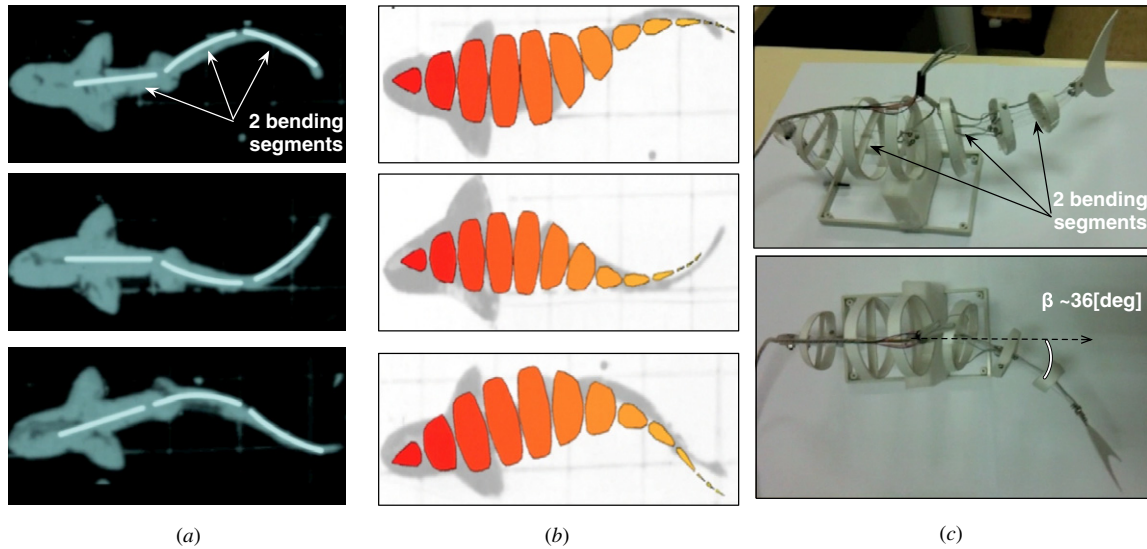 2 bending
segments
2 bending
segments
β ~36[deg]
(a)
(b)
(c)